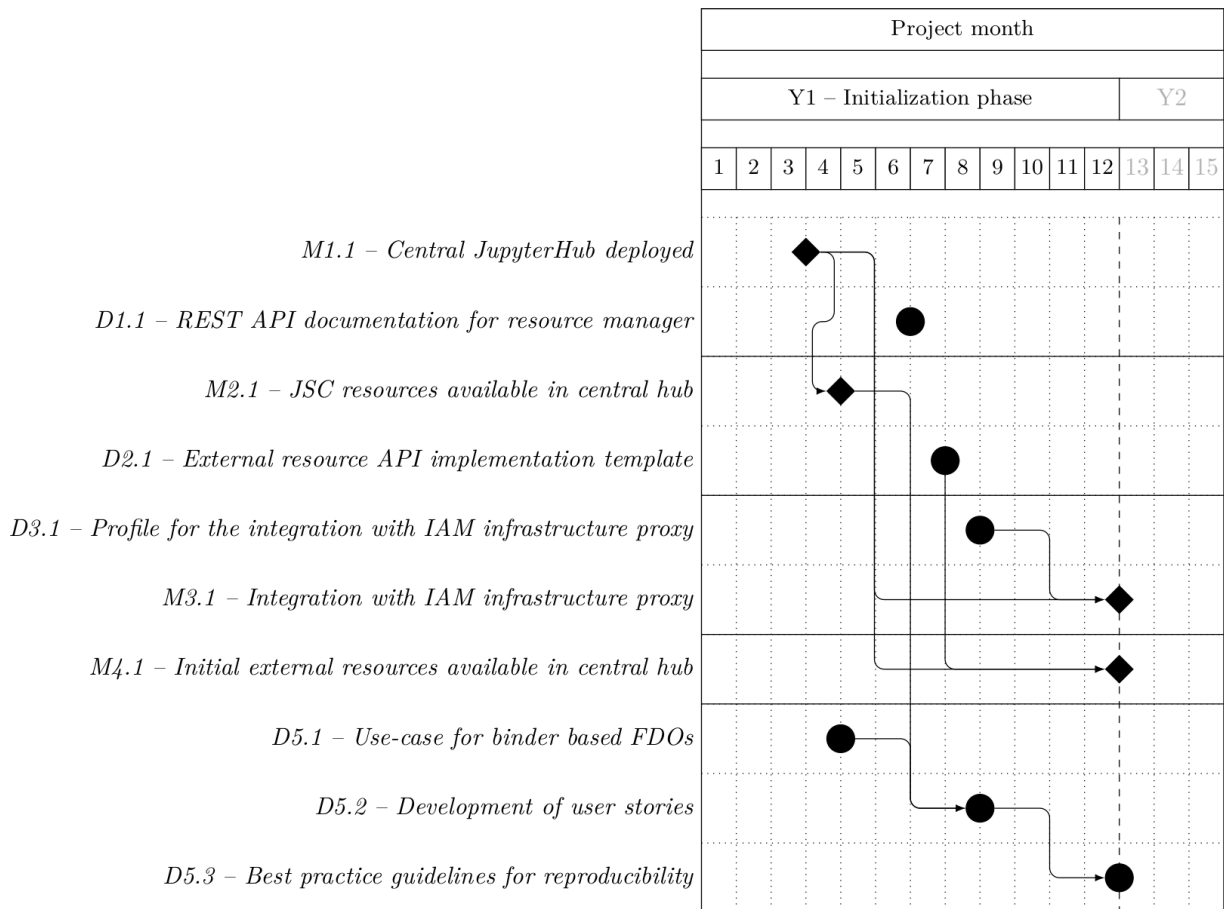 Project month
Y1 – Initialization phase Y2
1 2 3 4 5 6 7 8 9 10 11 12 13 14 15
M1.1 – Central JupyterHub deployed
D1.1 – REST API documentation for resource manager
M2.1 – JSC resources available in central hub
D2.1 – External resource API implementation template
D3.1 – Profile for the integration with IAM infrastructure proxy
M3.1 – Integration with IAM infrastructure proxy
M4.1 – Initial external resources available in central hub
D5.1 – Use-case for binder based FDOs
D5.2 – Development of user stories
D5.3 – Best practice guidelines for reproducibility